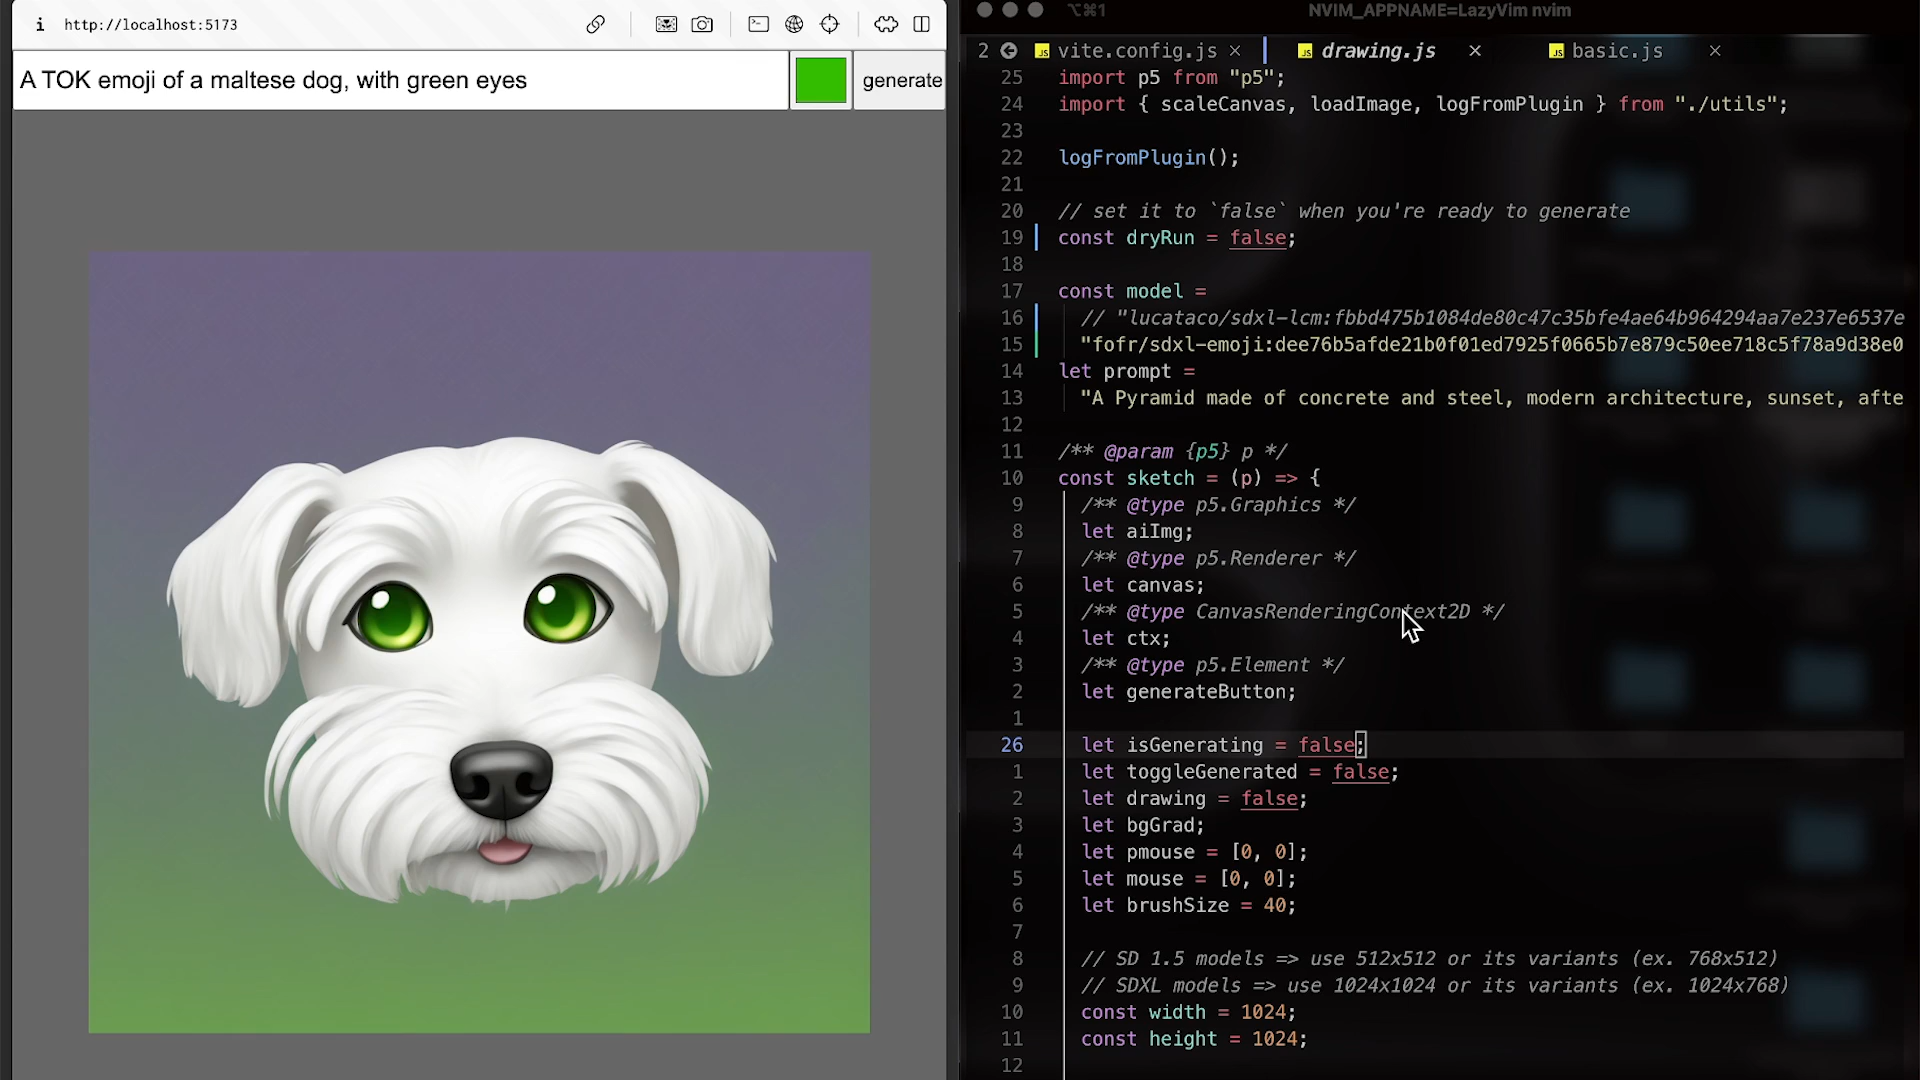 http://localhost:5173
A TOK emoji of a maltese dog, with green eyes
generate
⌥⌘1
NVIM_APPNAME=LazyVim nvim
2 vite.config.js × drawing.js × basic.js ×
25 import p5 from "p5";
24 import { scaleCanvas, loadImage, logFromPlugin } from "./utils";
23
22 logFromPlugin();
21
20 // set it to `false` when you're ready to generate
19 const dryRun = false;
18
17 const model =
16 // "lucataco/sdxl-lcm:fbbd475b1084de80c47c35bfe4ae64b964294aa7e237e6537e
15 "fofr/sdxl-emoji:dee76b5afde21b0f01ed7925f0665b7e879c50ee718c5f78a9d38e0
14 let prompt =
13 "A Pyramid made of concrete and steel, modern architecture, sunset, afte
12
11 /** @param {p5} p */
10 const sketch = (p) => {
9 /** @type p5.Graphics */
8 let aiImg;
7 /** @type p5.Renderer */
6 let canvas;
5 /** @type CanvasRenderingContext2D */
4 let ctx;
3 /** @type p5.Element */
2 let generateButton;
1
26 let isGenerating = false;
1 let toggleGenerated = false;
2 let drawing = false;
3 let bgGrad;
4 let pmouse = [0, 0];
5 let mouse = [0, 0];
6 let brushSize = 40;
7
8 // SD 1.5 models => use 512x512 or its variants (ex. 768x512)
9 // SDXL models => use 1024x1024 or its variants (ex. 1024x768)
10 const width = 1024;
11 const height = 1024;
12